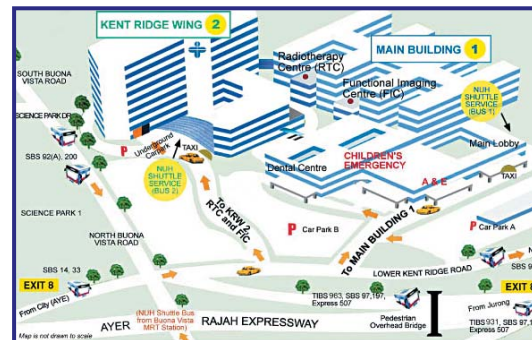 KENT RIDGE WING 2
MAIN BUILDING 1
Radiotherapy
Centre (RTC)
Functional Imaging
Centre (FIC)
SOUTH BUONA
VISTA ROAD
SCIENCE PARK DR
SBS 92(A), 200
P
Underground
Carpark
TAXI
NUH
SHUTTLE
SERVICE
(BUS 2)
NUH
SHUTTLE
SERVICE
(BUS 1)
Main Lobby
TAXI
CHILDREN'S
EMERGENCY
Dental Centre
A & E
SCIENCE PARK 1
To KRW 2,
RTC and FIC
P Car Park B
To MAIN BUILDING 1
P
Car Park A
NORTH BUONA
VISTA ROAD
SBS 14, 33
LOWER KENT RIDGE ROAD
SBS 9
EXIT 8
From City (AYE)
TIBS 963, SBS 97,197,
Express 507
EXIT 8
From Jurong
(NUH Shuttle Bus
from Buona Vista
MRT Station)
Pedestrian
Overhead Bridge
TIBS 931, SBS 97,1
Express 507
AYER RAJAH EXPRESSWAY
Map is not drawn to scale